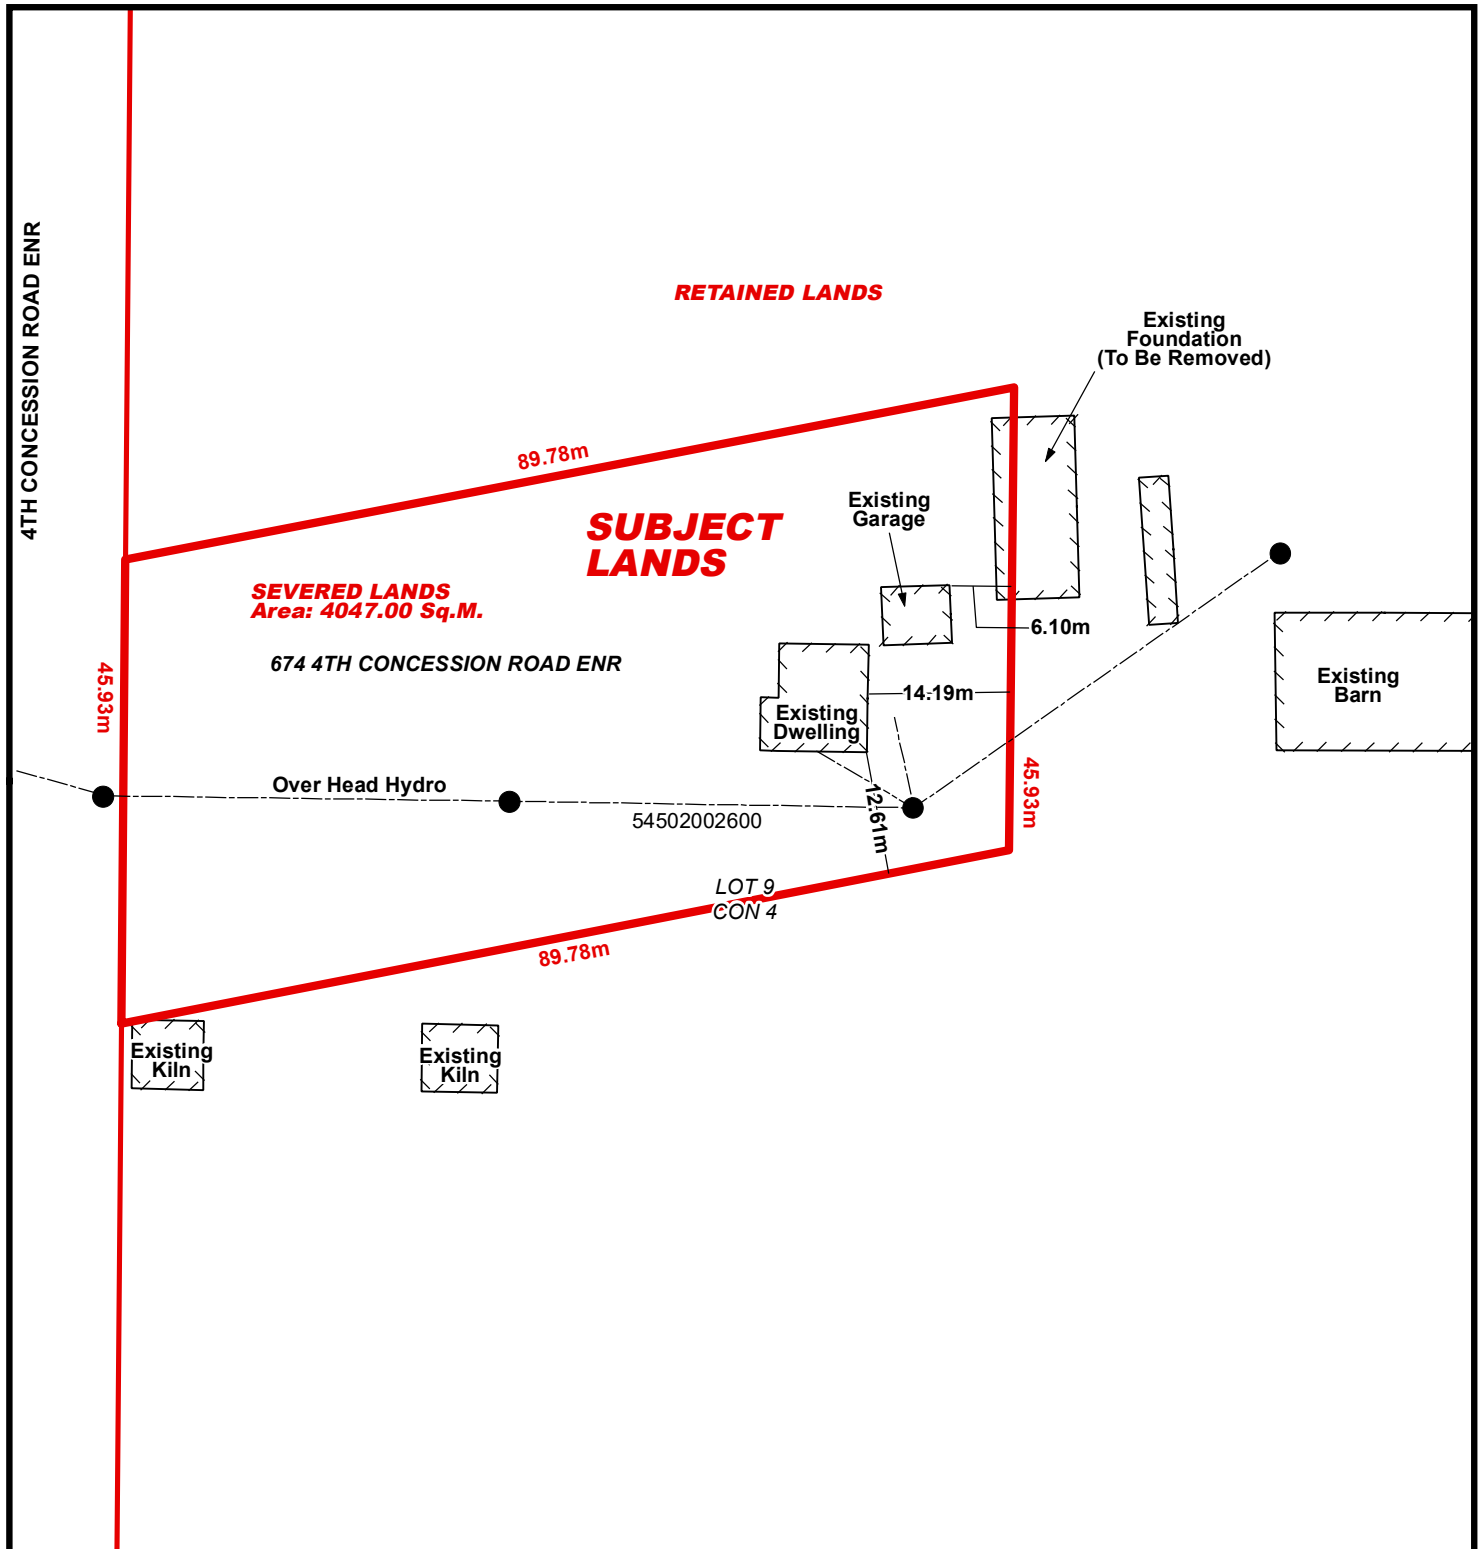 4TH CONCESSION ROAD ENR
RETAINED LANDS
Existing
Foundation
(To Be Removed)
89.78m
Existing
Garage
SUBJECT
LANDS
SEVERED LANDS
Area: 4047.00 Sq.M.
6.10m
674 4TH CONCESSION ROAD ENR
45.93m
14.19m
Existing
Barn
Existing
Dwelling
Over Head Hydro
45.93m
12.61m
54502002600
LOT 9
CON 4
89.78m
Existing
Kiln
Existing
Kiln